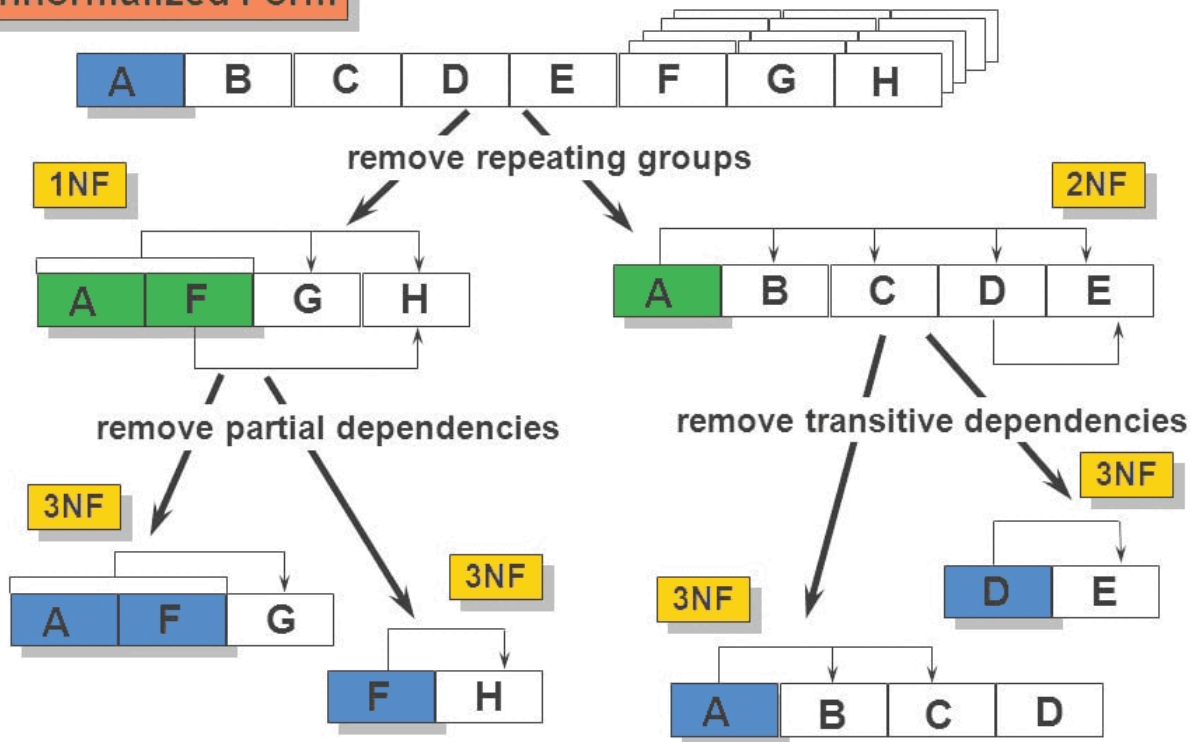 A B C D E F G H
remove repeating groups
1NF
2NF
A F G H
A B C D E
remove partial dependencies
remove transitive dependencies
3NF
3NF
3NF
3NF
A F G
D E
F H
A B C D